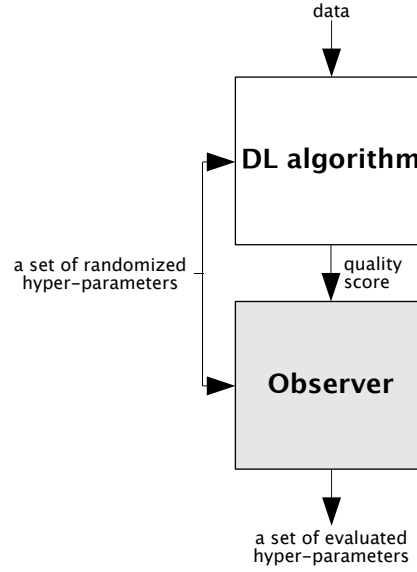 data
DL algorithm
a set of randomized
hyper-parameters
quality
score
Observer
a set of evaluated
hyper-parameters